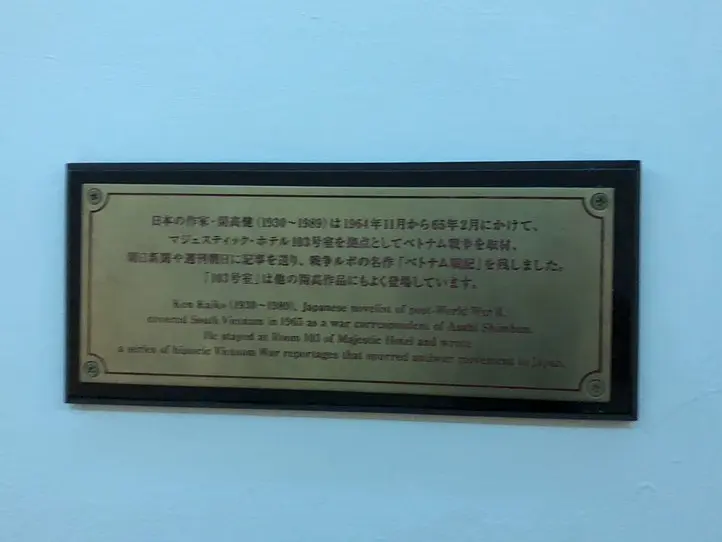 日本の作家・開高健(1930～1989)は1964年11月から65年2月にかけて、
マジェスティック・ホテル103号室を拠点としてベトナム戦争を取材、
朝日新聞や週刊朝日に記事を送り、戦争ルポの名作「ベトナム戦記」を残しました。
「103号室」は他の開高作品にもよく登場しています。
Ken Kaiko (1930～1989), Japanese novelist of post-World War II,
covered South Vietnam in 1965 as a war correspondent of Asahi Shimbun.
He stayed at Room 103 of Majestic Hotel and wrote
a series of historic Vietnam War reportages that spurred antiwar movement in Japan.